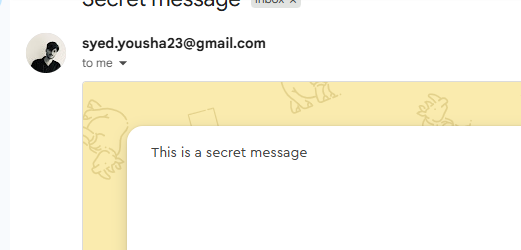 Secret message Inbox ×
syed.yousha23@gmail.com
to me
This is a secret message